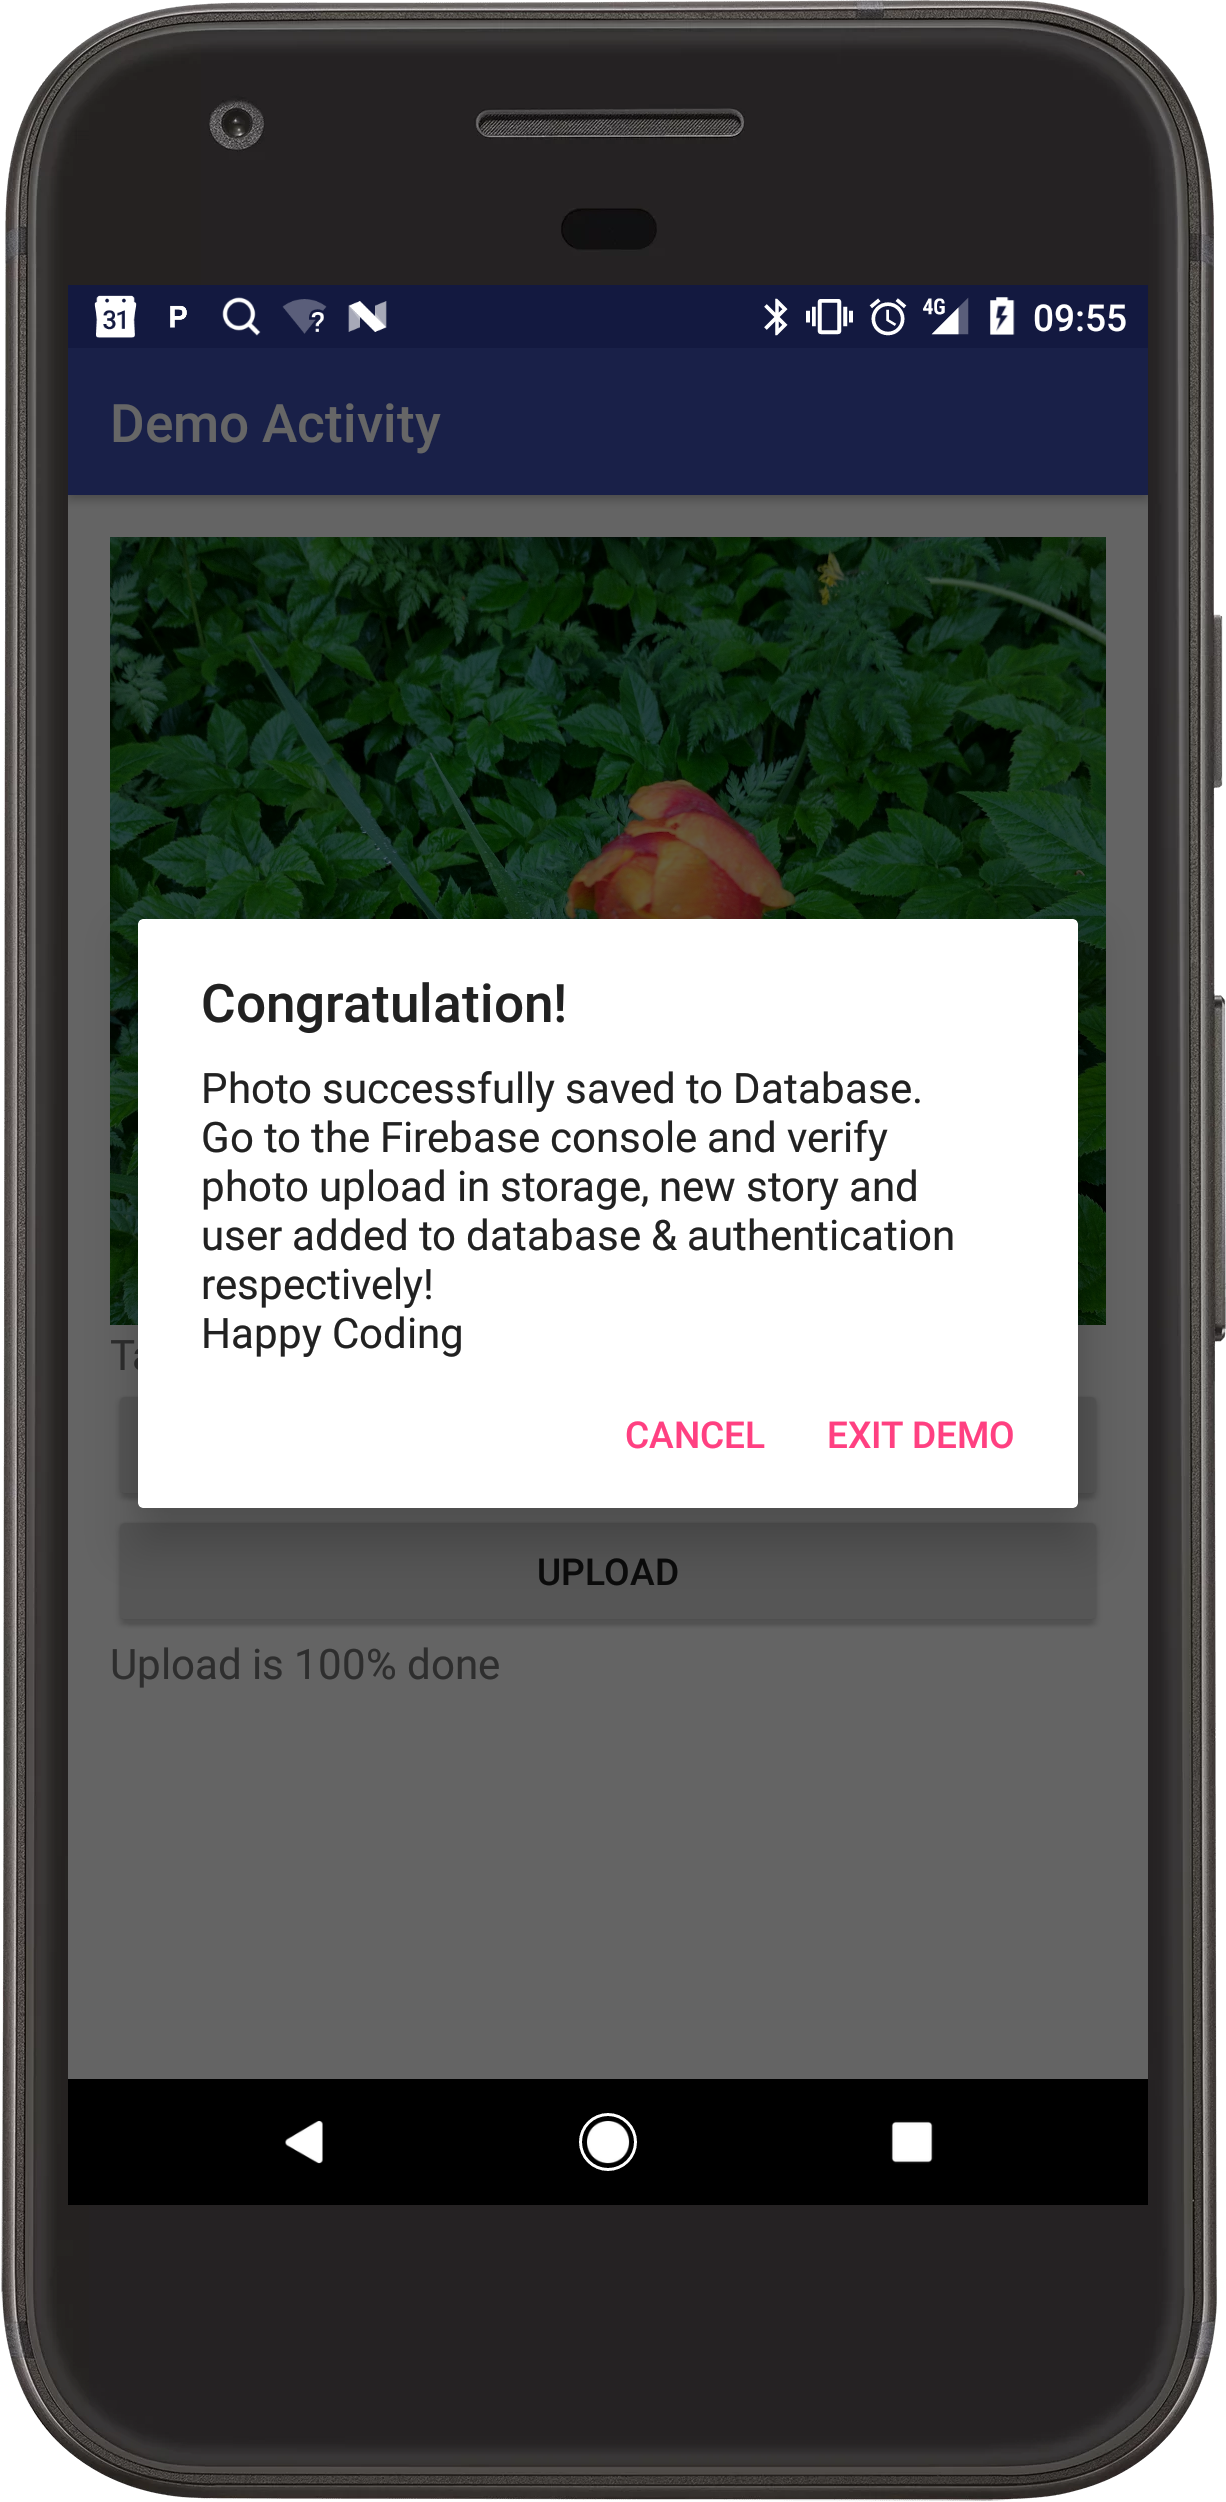 31 P ? 4G 09:55
Demo Activity
Congratulation!
Photo successfully saved to Database.
Go to the Firebase console and verify
photo upload in storage, new story and
user added to database & authentication
respectively!
Happy Coding
CANCEL EXIT DEMO
UPLOAD
Upload is 100% done